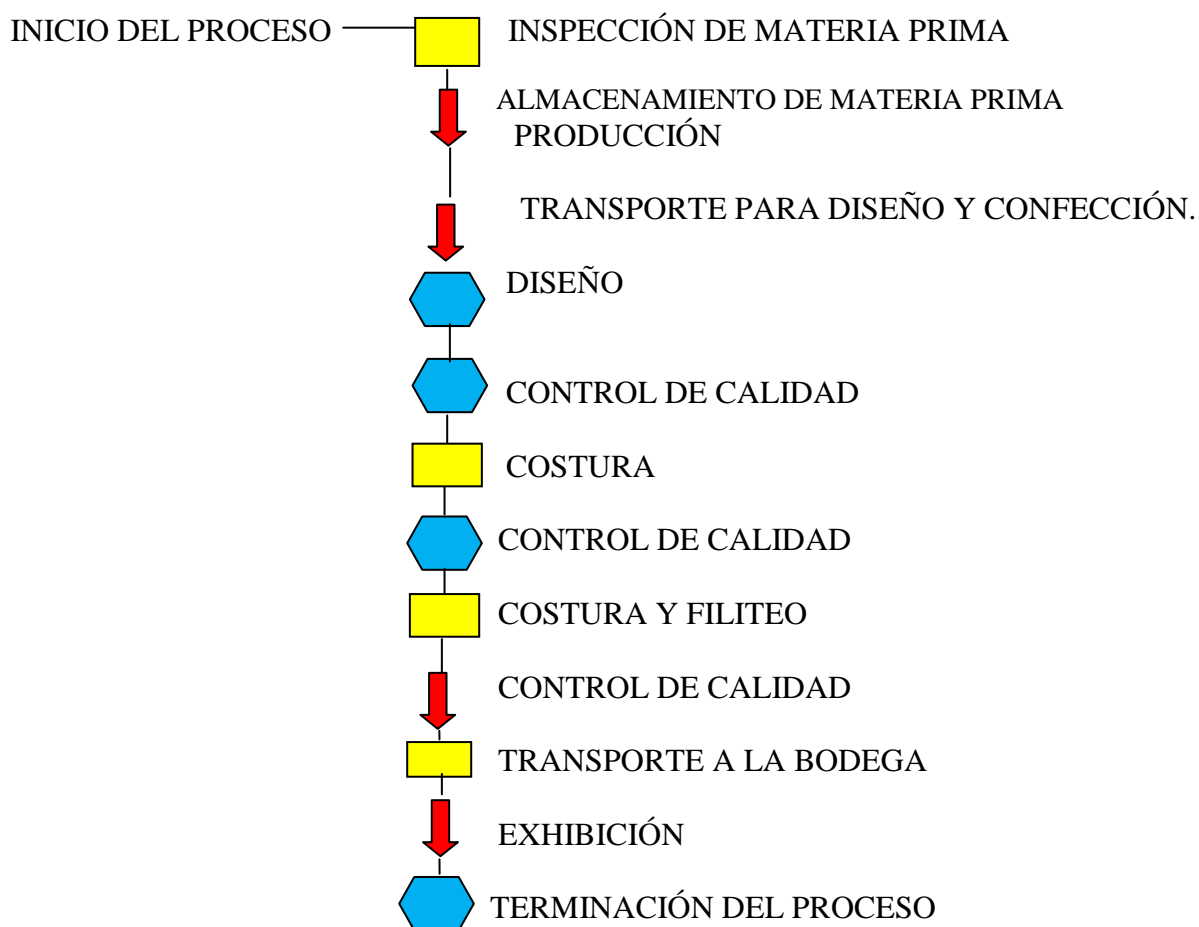 INICIO DEL PROCESO
INSPECCIÓN DE MATERIA PRIMA
ALMACENAMIENTO DE MATERIA PRIMA
PRODUCCIÓN
TRANSPORTE PARA DISEÑO Y CONFECCIÓN.
DISEÑO
CONTROL DE CALIDAD
COSTURA
CONTROL DE CALIDAD
COSTURA Y FILITEO
CONTROL DE CALIDAD
TRANSPORTE A LA BODEGA
EXHIBICIÓN
TERMINACIÓN DEL PROCESO